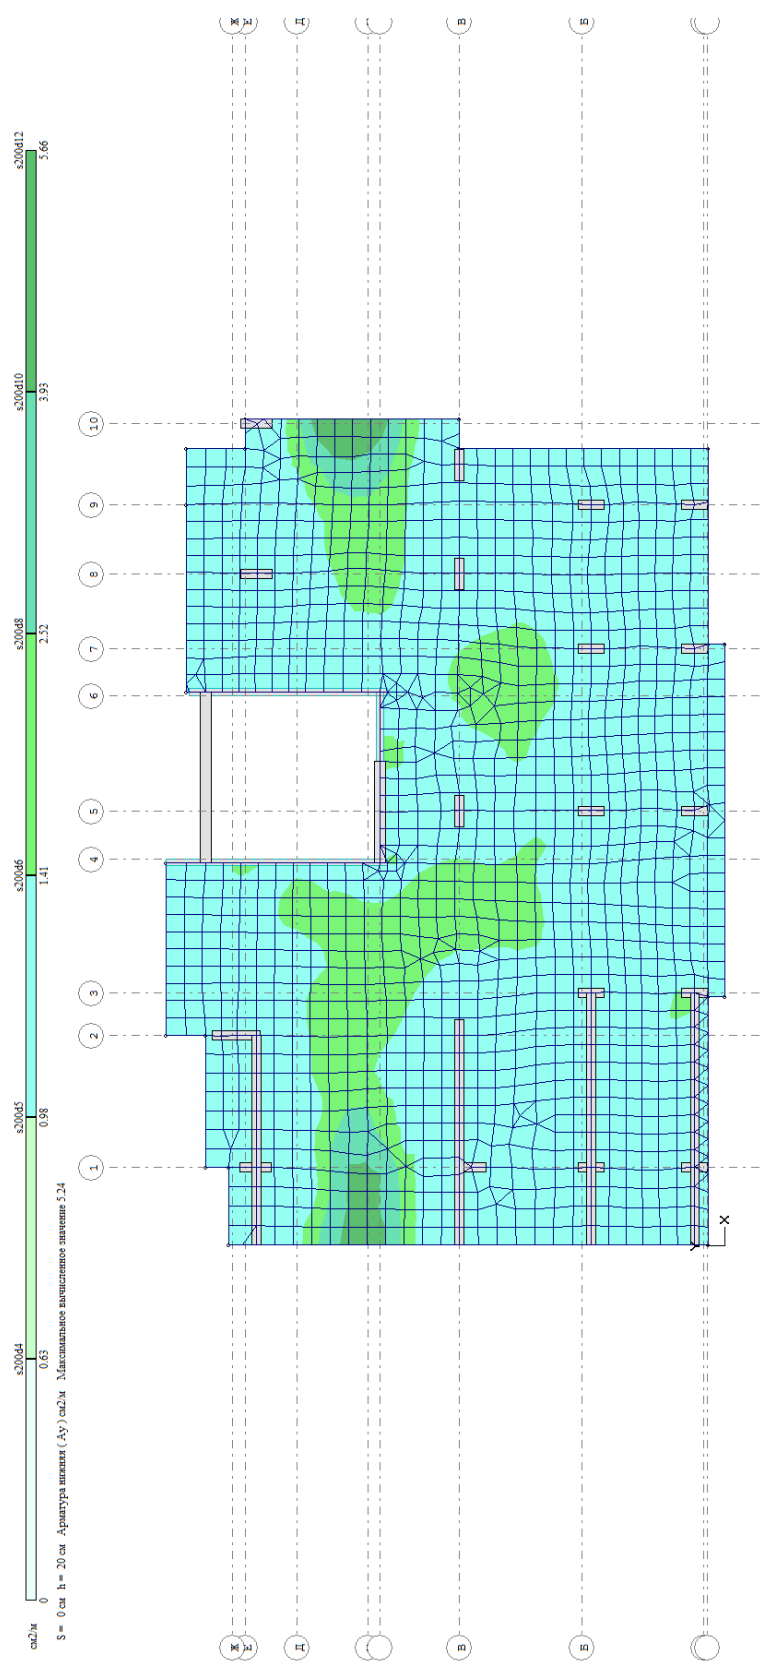 s200d4 s200d5 s200d6 s200d8 s200d10 s200d12
см2/м 0 0.63 0.98 1.41 2.52 3.93 5.66
S = 0 см h = 20 см Арматура нижняя ( Ау ) см2/м Максимальное вычисленное значение 5.24
1 2 3 4 5 6 7 8 9 10
Ж
Е
Д
В
Б
Ж
Е
Д
В
Б
Y
X